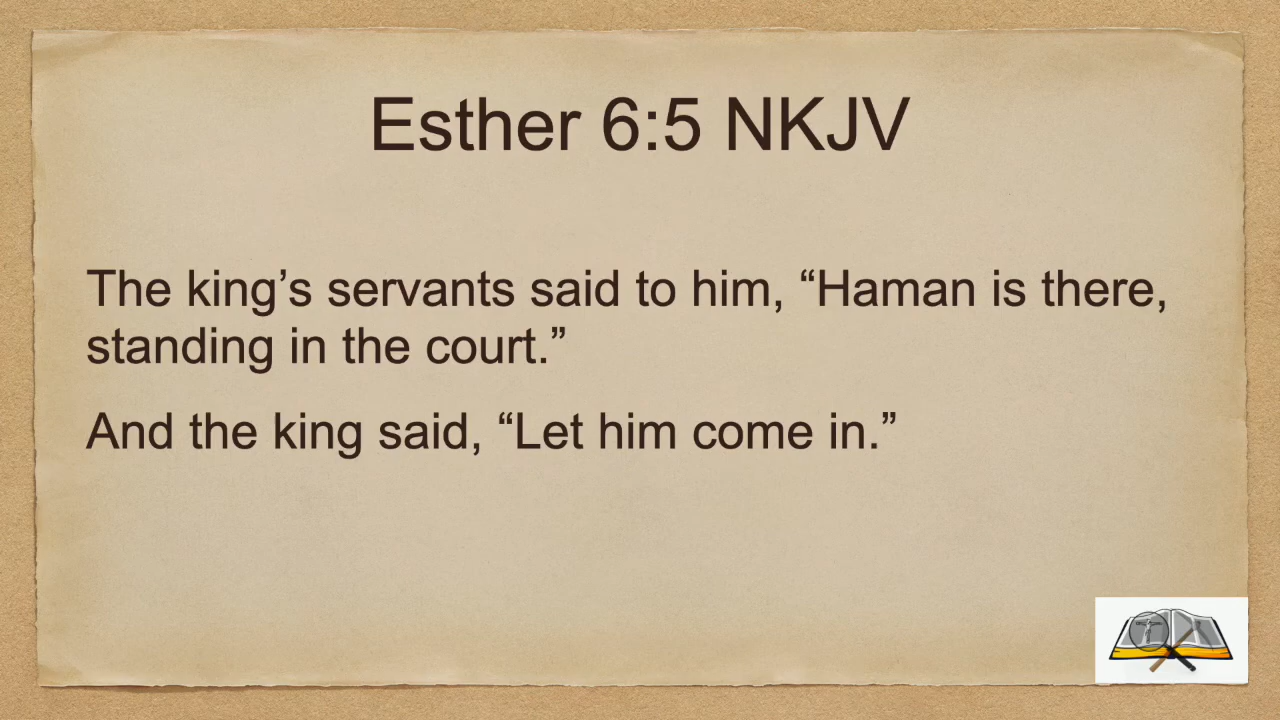 Esther 6:5 NKJV
The king’s servants said to him, “Haman is there,
standing in the court.”
And the king said, “Let him come in.”